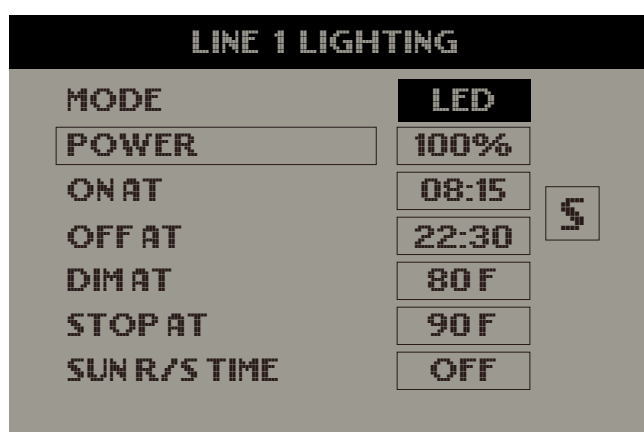 LINE 1 LIGHTING
MODE LED
POWER 100%
ON AT 08:15
OFF AT 22:30
S
DIM AT 80 F
STOP AT 90 F
SUN R/S TIME OFF